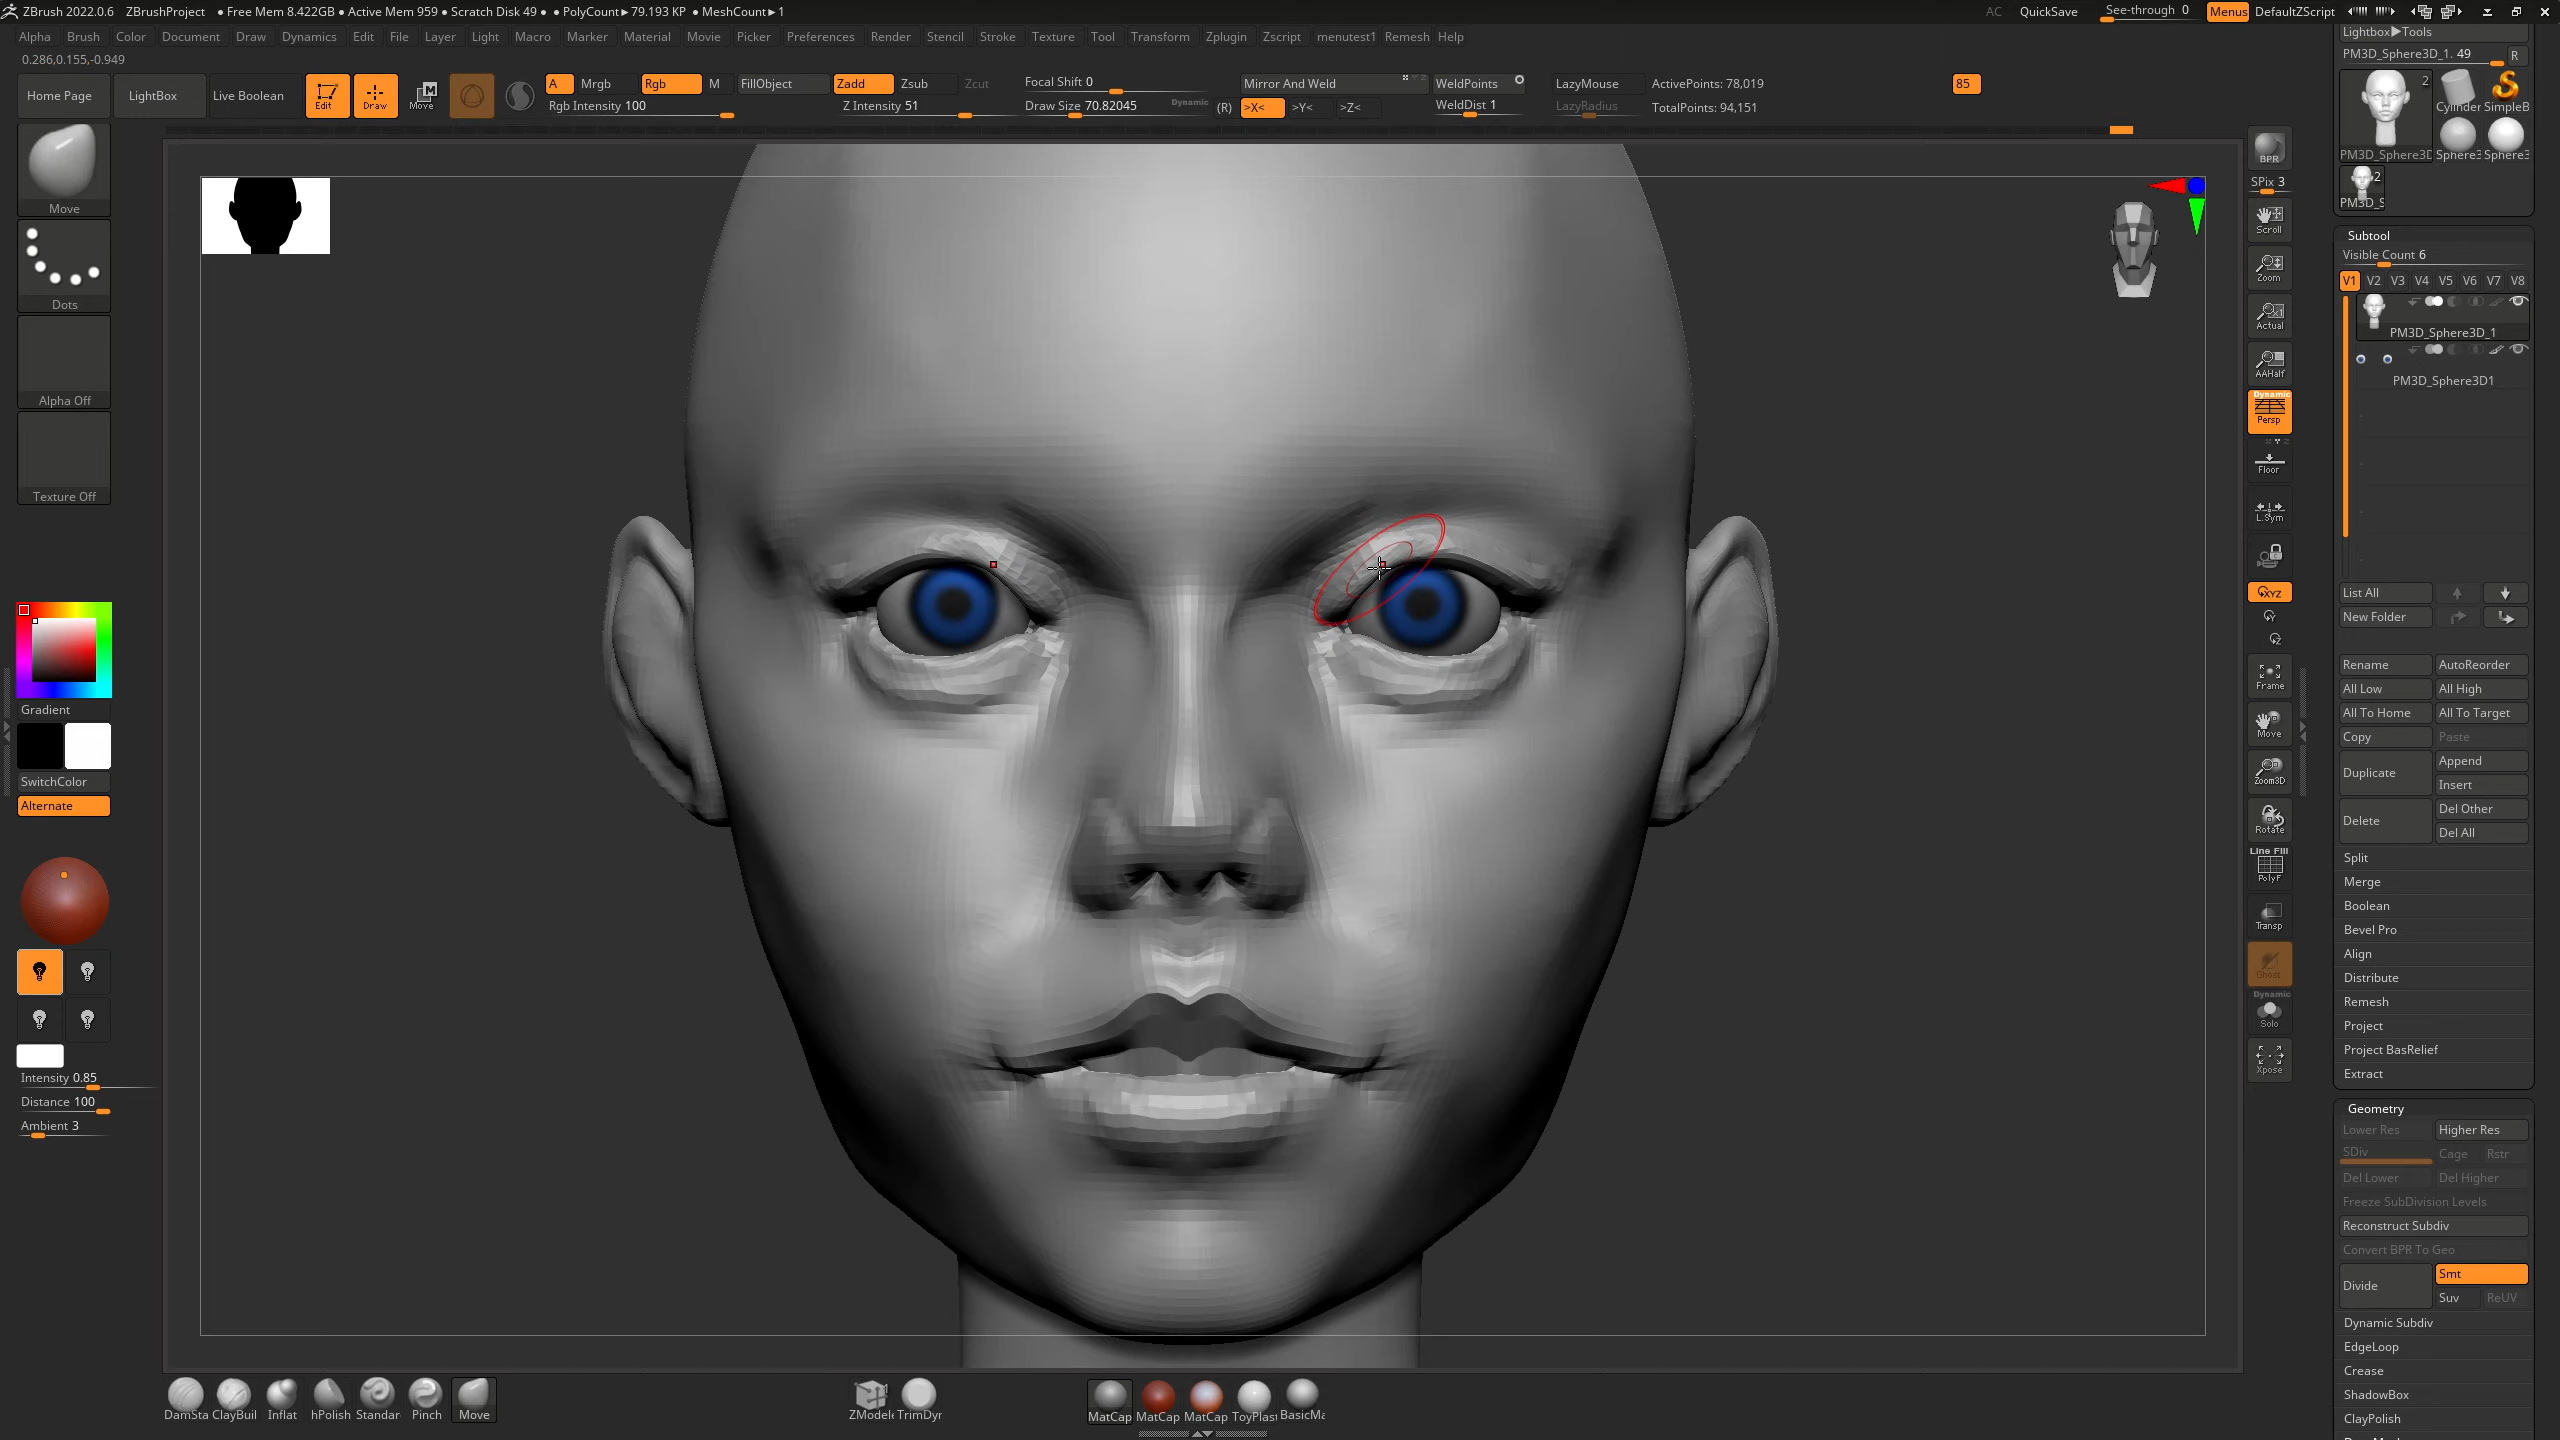 ZBrush 2022.0.6 ZBrushProject ● Free Mem 8.422GB ● Active Mem 959 ● Scratch Disk 49 ● ● PolyCount►79.193 KP ● MeshCount►1 AC QuickSave See-through 0 Menus DefaultZScript
Alpha Brush Color Document Draw Dynamics Edit File Layer Light Macro Marker Material Movie Picker Preferences Render Stencil Stroke Texture Tool Transform Zplugin Zscript menutest1 Remesh Help
0.286,0.155,-0.949
Home Page LightBox Live Boolean Edit Draw Move
A Mrgb Rgb M FillObject Zadd Zsub Zcut
Rgb Intensity 100 Z Intensity 51
Focal Shift 0
Draw Size 70.82045 Dynamic
Mirror And Weld WeldPoints
(R) >X< >Y< >Z< WeldDist 1
LazyMouse ActivePoints: 78,019 85
LazyRadius TotalPoints: 94,151
Move
Dots
Alpha Off
Texture Off
Gradient
SwitchColor
Alternate
Intensity 0.85
Distance 100
Ambient 3
BPR
SPix 3
Scroll
Zoom
Actual
AAHalf
Dynamic
Persp
Floor
L.Sym
XYZ
Y
Z
Frame
Move
Zoom3D
Rotate
Line Fill
PolyF
Transp
Ghost
Dynamic
Solo
Xpose
Lightbox►Tools
PM3D_Sphere3D_1. 49 R
2
Cylinder SimpleB
PM3D_Sphere3D Sphere3 Sphere3
2
PM3D_S
Subtool
Visible Count 6
V1 V2 V3 V4 V5 V6 V7 V8
PM3D_Sphere3D_1
PM3D_Sphere3D1
List All
New Folder
Rename AutoReorder
All Low All High
All To Home All To Target
Copy Paste
Duplicate Append
Insert
Delete Del Other
Del All
Split
Merge
Boolean
Bevel Pro
Align
Distribute
Remesh
Project
Project BasRelief
Extract
Geometry
Lower Res Higher Res
SDiv Cage Rstr
Del Lower Del Higher
Freeze SubDivision Levels
Reconstruct Subdiv
Convert BPR To Geo
Divide Smt
Suv ReUV
Dynamic Subdiv
EdgeLoop
Crease
ShadowBox
ClayPolish
DamSta ClayBuil Inflat hPolish Standar Pinch Move ZModele TrimDyr MatCap MatCap MatCap ToyPlast BasicMa